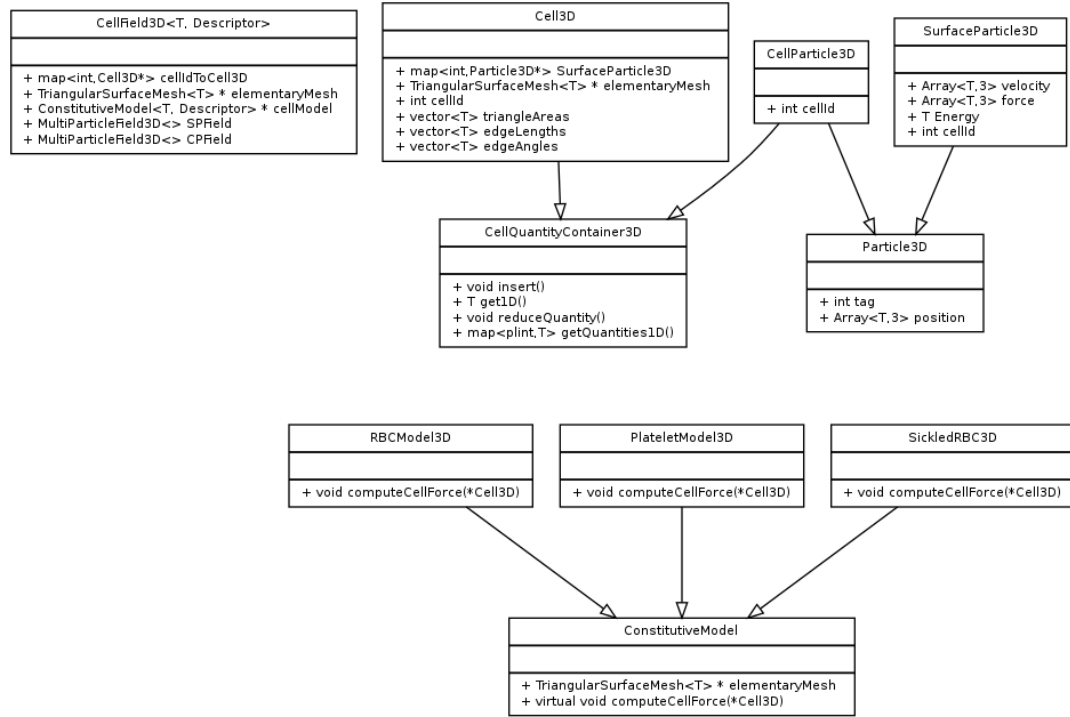 CellField3D<T, Descriptor>
+ map<int,Cell3D*> cellIdToCell3D
+ TriangularSurfaceMesh<T> * elementaryMesh
+ ConstitutiveModel<T, Descriptor> * cellModel
+ MultiParticleField3D<> SPField
+ MultiParticleField3D<> CPField
Cell3D
+ map<int,Particle3D*> SurfaceParticle3D
+ TriangularSurfaceMesh<T> * elementaryMesh
+ int cellId
+ vector<T> triangleAreas
+ vector<T> edgeLengths
+ vector<T> edgeAngles
CellParticle3D
+ int cellId
SurfaceParticle3D
+ Array<T,3> velocity
+ Array<T,3> force
+ T Energy
+ int cellId
CellQuantityContainer3D
+ void insert()
+ T get1D()
+ void reduceQuantity()
+ map<plint,T> getQuantities1D()
Particle3D
+ int tag
+ Array<T,3> position
RBCModel3D
+ void computeCellForce(*Cell3D)
PlateletModel3D
+ void computeCellForce(*Cell3D)
SickledRBC3D
+ void computeCellForce(*Cell3D)
ConstitutiveModel
+ TriangularSurfaceMesh<T> * elementaryMesh
+ virtual void computeCellForce(*Cell3D)